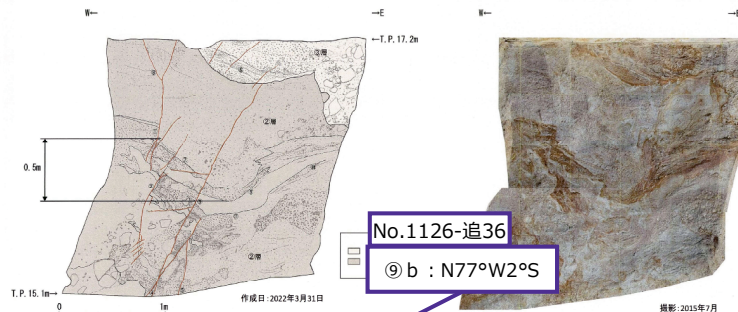 W←
→E
W←
→T.P.17.2m
③層
②層
0.5m
②層
No.1126-追36
⑨b：N77°W2°S
T.P.15.1m→
0
1m
作成日：2022年3月31日
撮影：2015年7月